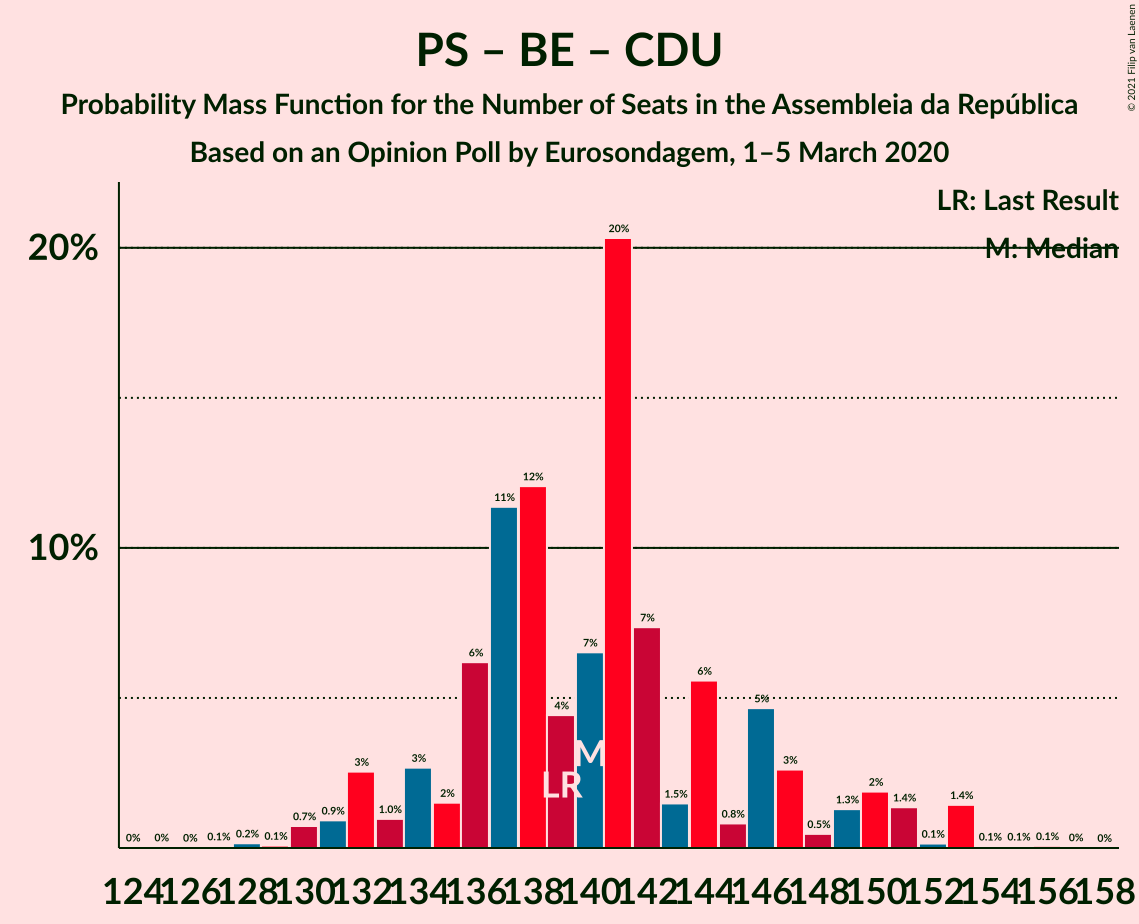 PS – BE – CDU
Probability Mass Function for the Number of Seats in the Assembleia da República
Based on an Opinion Poll by Eurosondagem, 1–5 March 2020
© 2021 Filip van Laenen
LR: Last Result
M: Median
20%
10%
0% 0% 0% 0.1% 0.2% 0.1% 0.7% 0.9% 3% 1.0% 3% 2% 6% 11% 12% 4% 7% 20% 7% 1.5% 6% 0.8% 5% 3% 0.5% 1.3% 2% 1.4% 0.1% 1.4% 0.1% 0.1% 0.1% 0% 0%
M
LR
124 126 128 130 132 134 136 138 140 142 144 146 148 150 152 154 156 158